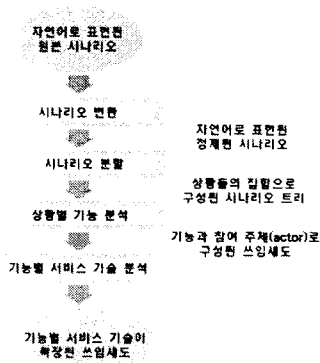 자연어로 표현된
원본 시나리오
시나리오 변환
자연어로 표현된
정제된 시나리오
시나리오 분할
상황들의 집합으로
구성된 시나리오 트리
상황별 기능 분석
기능과 참여 주체(actor)로
구성된 쓰임새도
기능별 서비스 기술 분석
기능별 서비스 기술이
확장된 쓰임새도